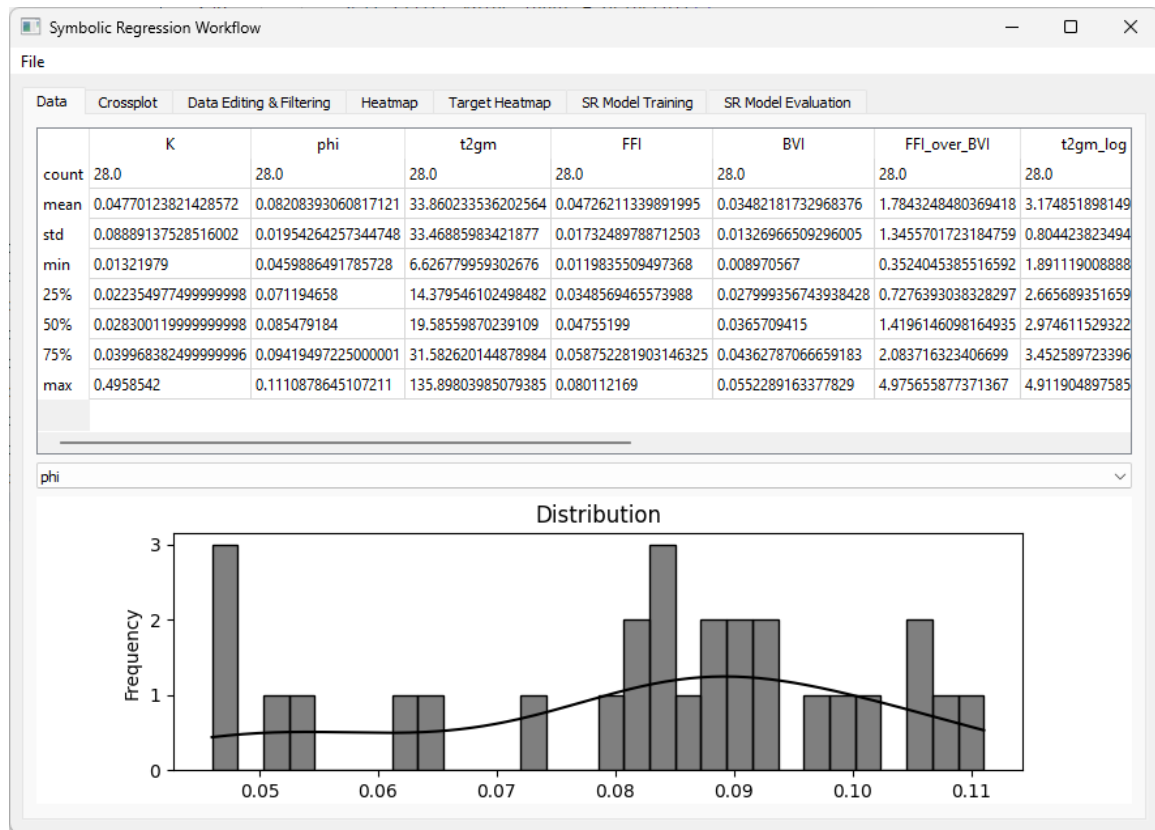 Symbolic Regression Workflow
File
Data Crossplot Data Editing & Filtering Heatmap Target Heatmap SR Model Training SR Model Evaluation
K phi t2gm FFI BVI FFI_over_BVI t2gm_log
count 28.0 28.0 28.0 28.0 28.0 28.0 28.0
mean 0.04770123821428572 0.08208393060817121 33.860233536202564 0.04726211339891995 0.03482181732968376 1.7843248480369418 3.174851898149
std 0.08889137528516002 0.01954264257344748 33.46885983421877 0.01732489788712503 0.01326966509296005 1.3455701723184759 0.804423823494
min 0.01321979 0.0459886491785728 6.626779959302676 0.0119835509497368 0.008970567 0.3524045385516592 1.891119008888
25% 0.022354977499999998 0.071194658 14.379546102498482 0.0348569465573988 0.027999356743938428 0.7276393038328297 2.665689351659
50% 0.028300119999999998 0.085479184 19.58559870239109 0.04755199 0.0365709415 1.4196146098164935 2.974611529322
75% 0.039968382499999996 0.09419497225000001 31.582620144878984 0.058752281903146325 0.04362787066659183 2.083716323406699 3.452589723396
max 0.4958542 0.1110878645107211 135.89803985079385 0.080112169 0.0552289163377829 4.975655877371367 4.911904897585
phi
Distribution
3
2
1
0
Frequency
0.05 0.06 0.07 0.08 0.09 0.10 0.11